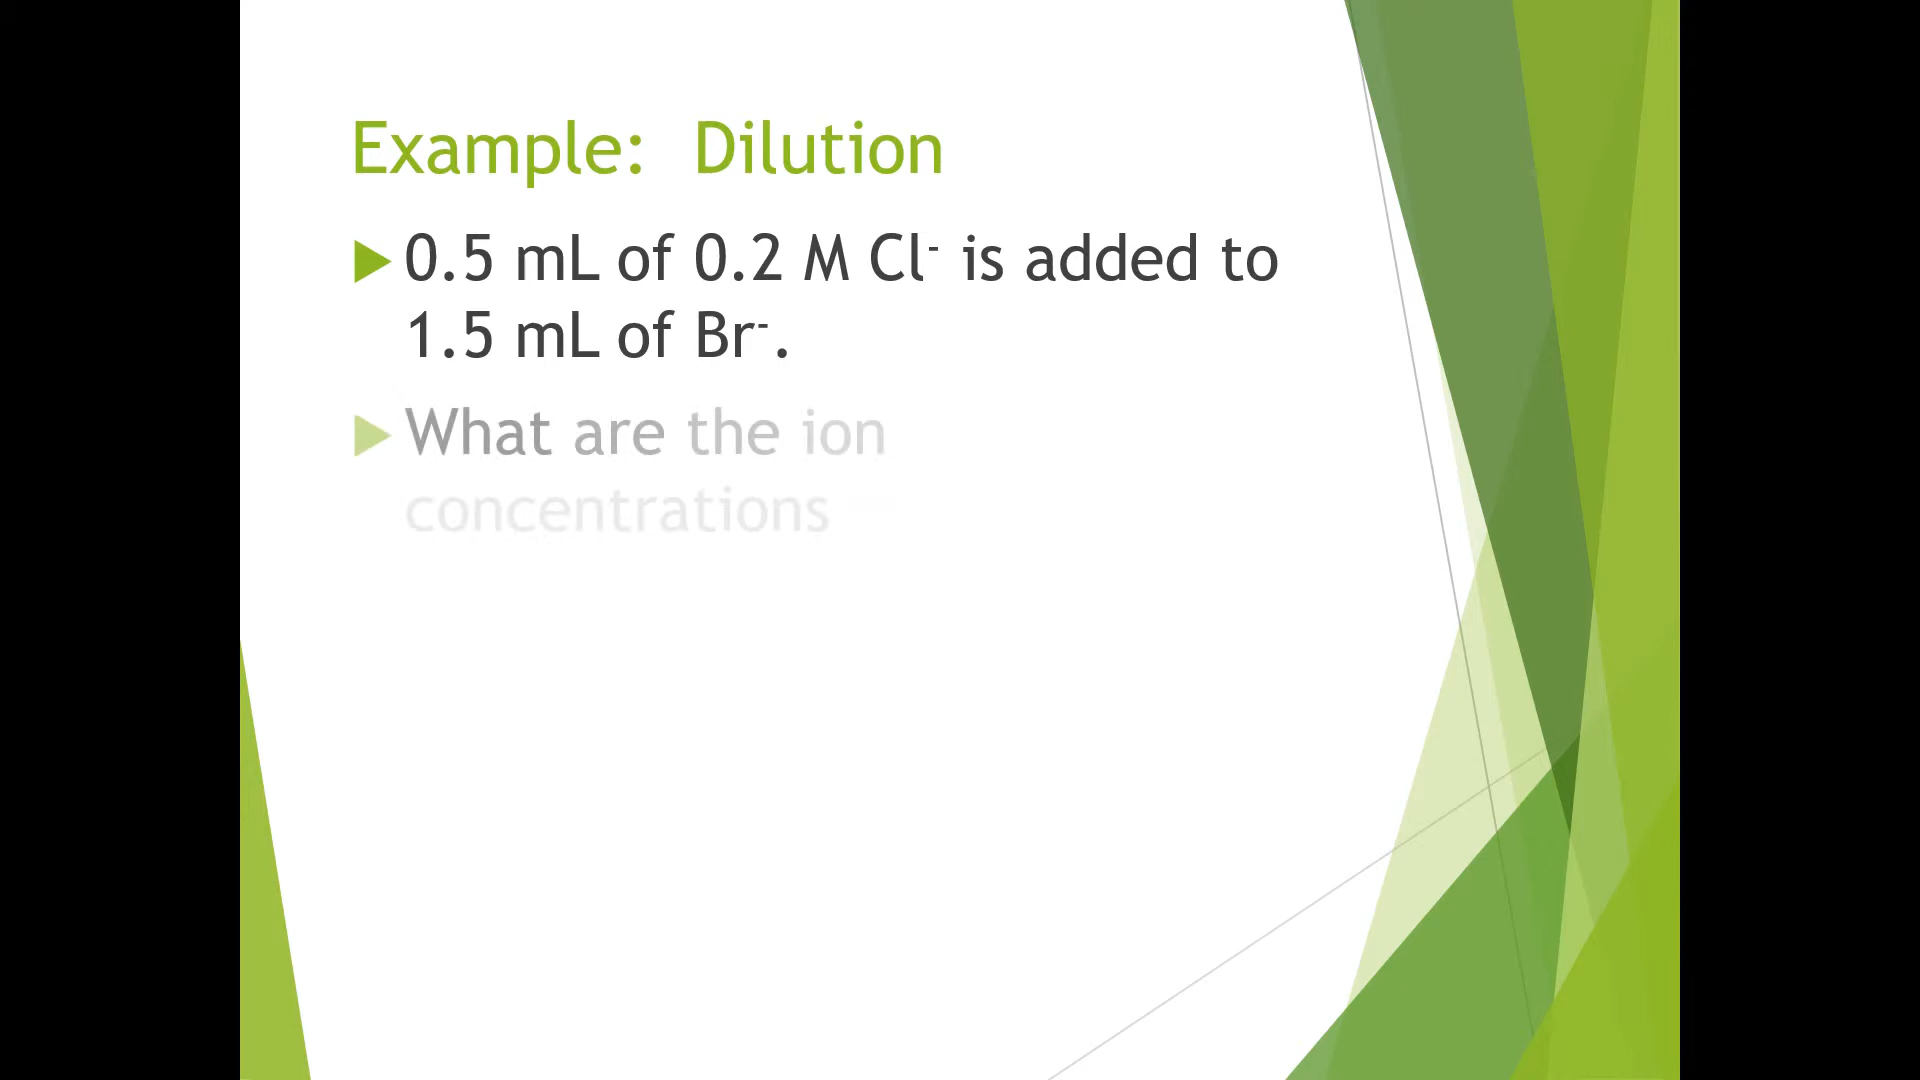 Example: Dilution
0.5 mL of 0.2 M Cl⁻ is added to
1.5 mL of Br⁻.
What are the ion
concentrations